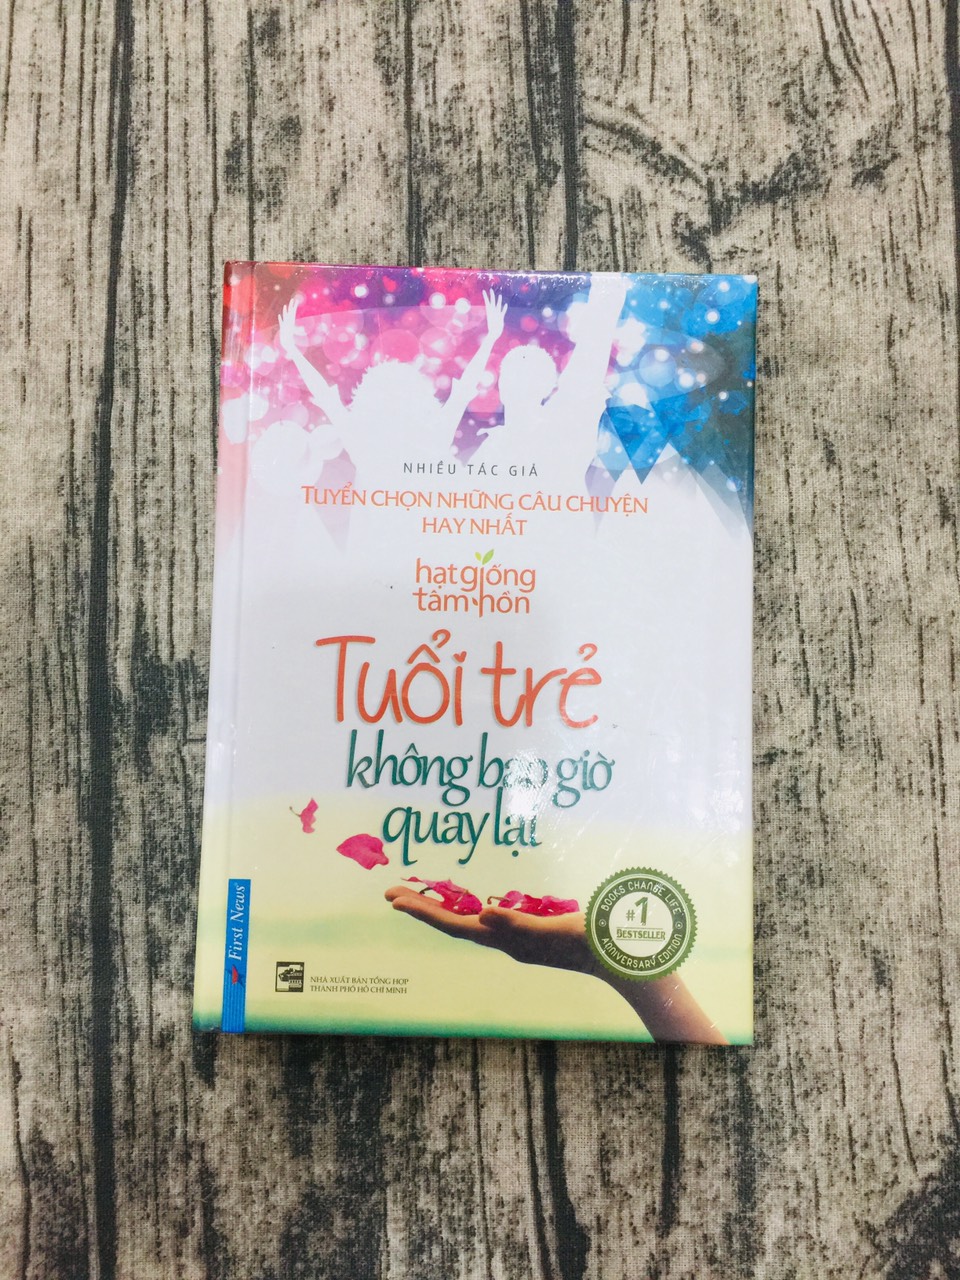 NHIỀU TÁC GIẢ
TUYỂN CHỌN NHỮNG CÂU CHUYỆN
HAY NHẤT
hạt giống
tâm hồn
Tuổi trẻ
không bao giờ
quay lại
BOOKS CHANGE LIFE
#1
BESTSELLER
ANNIVERSARY EDITION
First News
NHÀ XUẤT BẢN TỔNG HỢP
THÀNH PHỐ HỒ CHÍ MINH